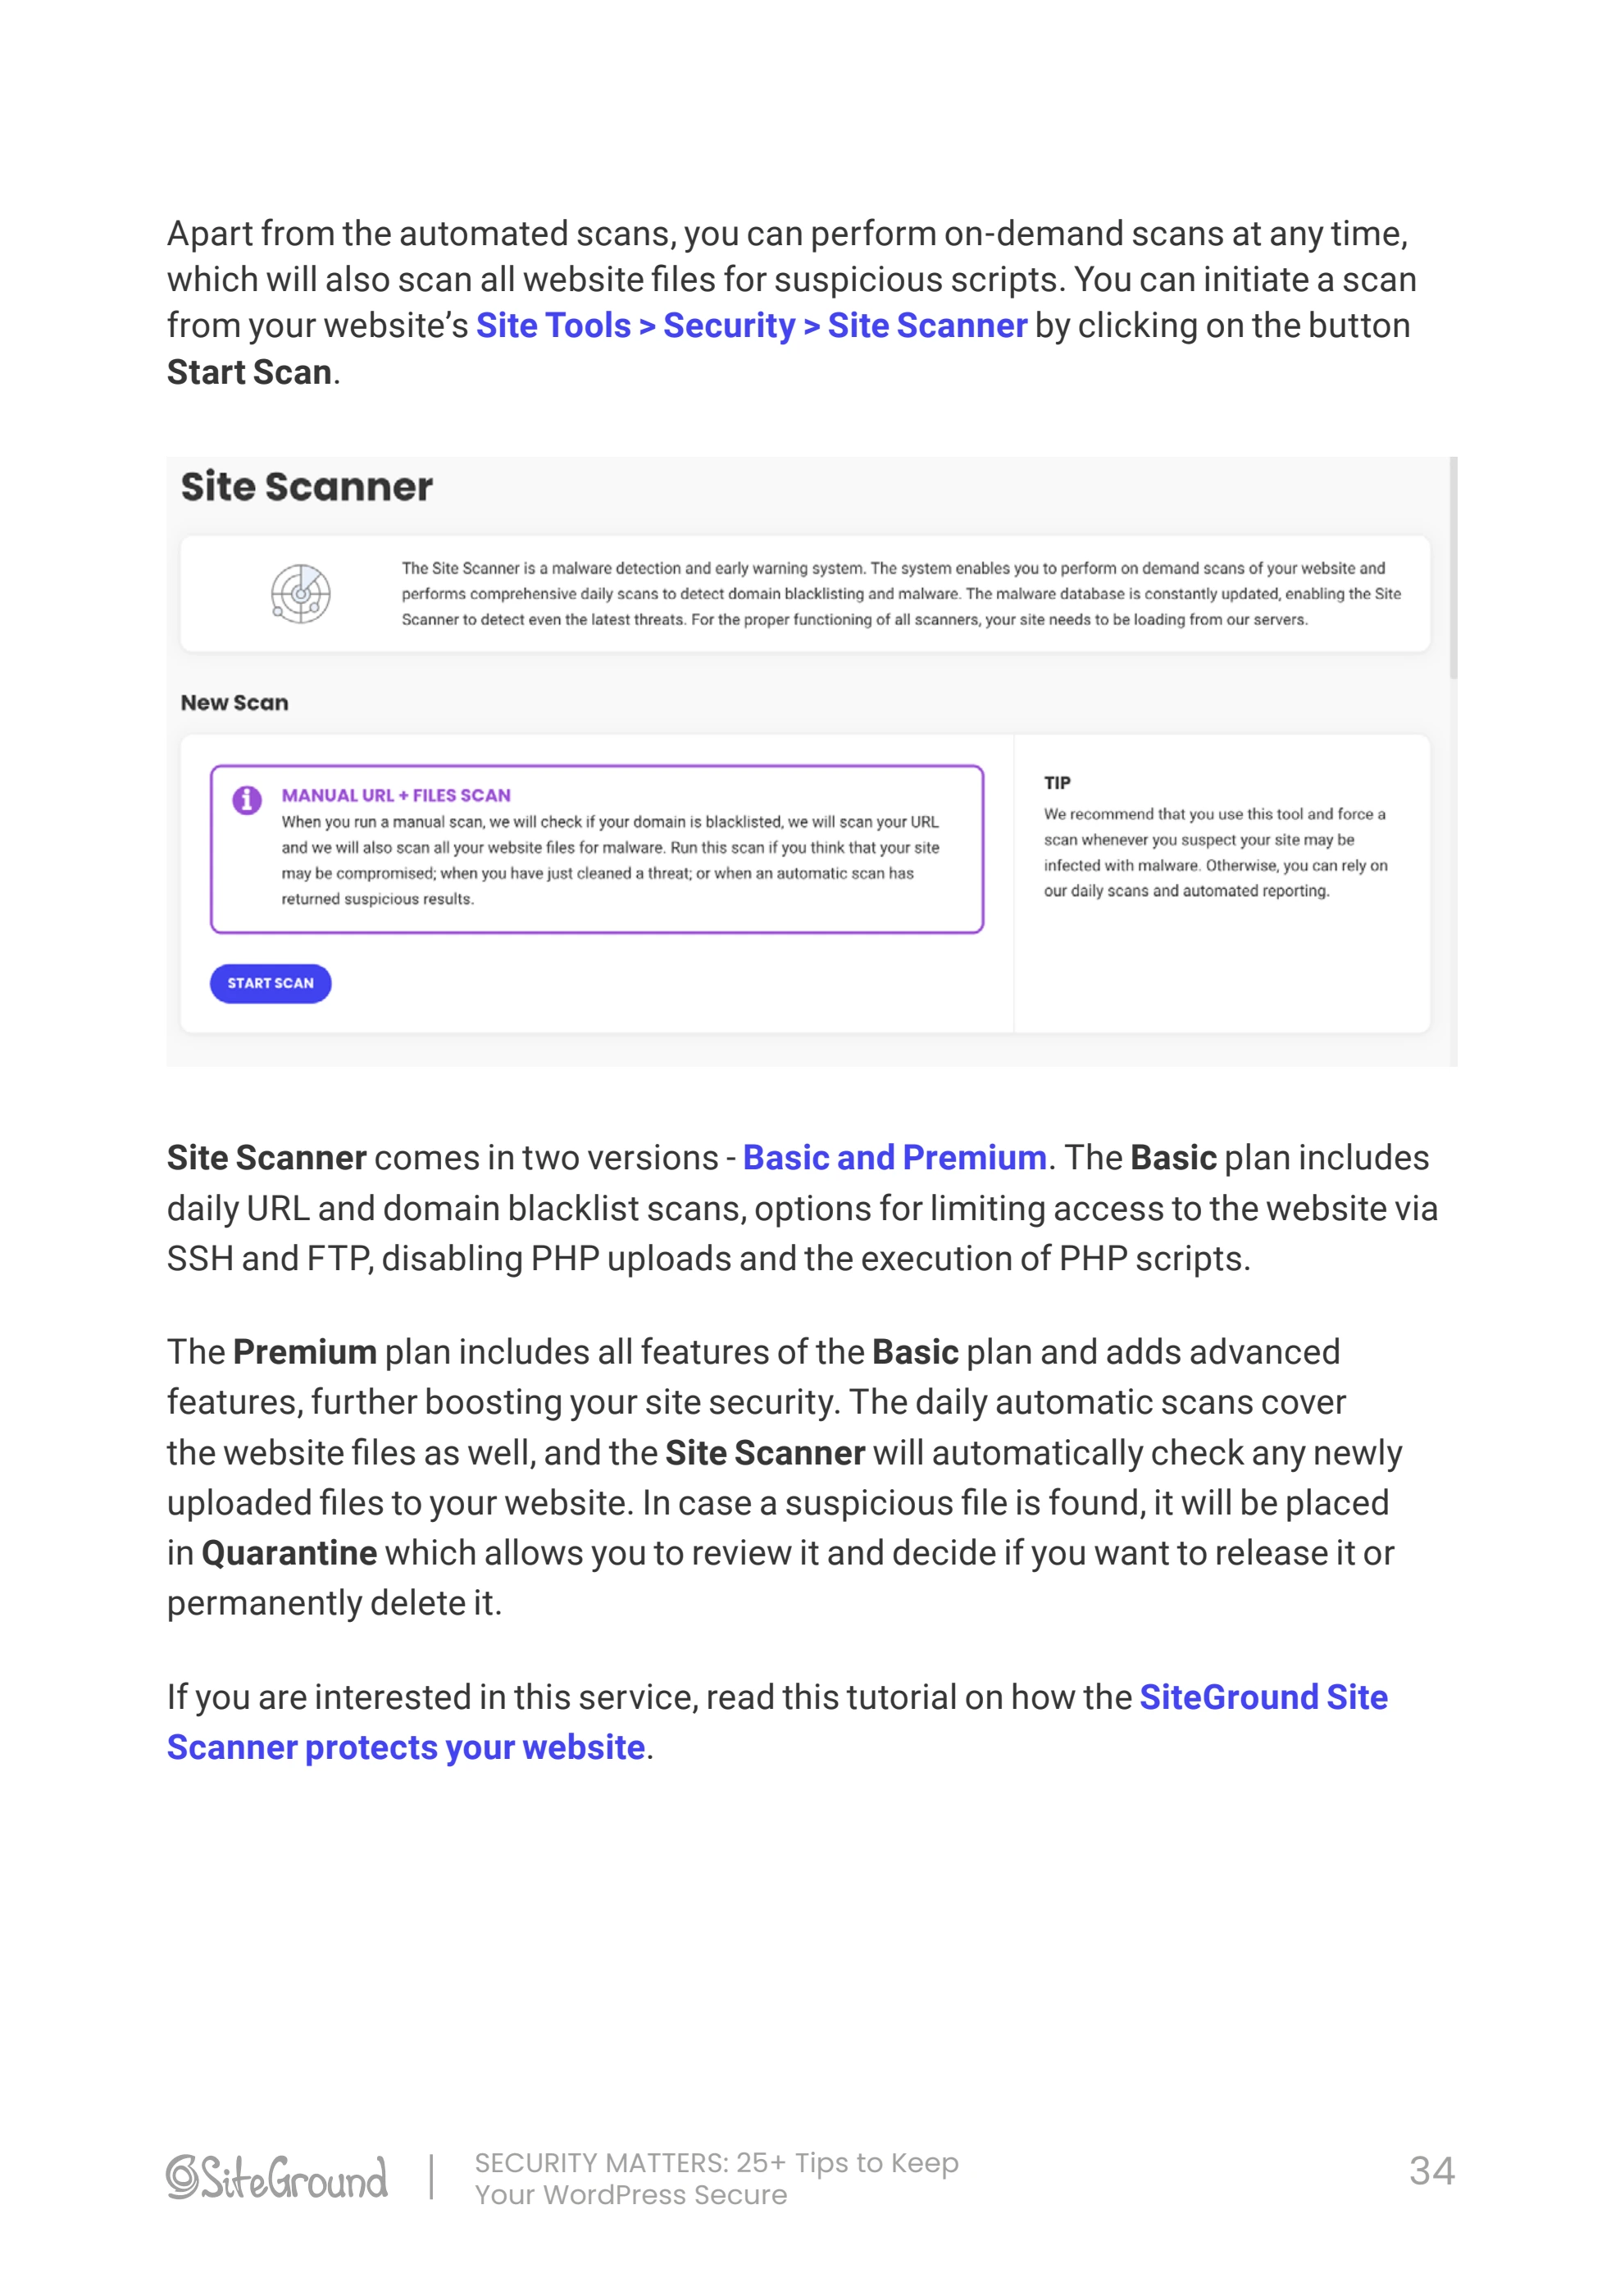 Apart from the automated scans, you can perform on-demand scans at any time,
which will also scan all website files for suspicious scripts. You can initiate a scan
from your website’s Site Tools > Security > Site Scanner by clicking on the button
Start Scan.
Site Scanner
The Site Scanner is a malware detection and early warning system. The system enables you to perform on demand scans of your website and
performs comprehensive daily scans to detect domain blacklisting and malware. The malware database is constantly updated, enabling the Site
Scanner to detect even the latest threats. For the proper functioning of all scanners, your site needs to be loading from our servers.
New Scan
MANUAL URL + FILES SCAN
When you run a manual scan, we will check if your domain is blacklisted, we will scan your URL
and we will also scan all your website files for malware. Run this scan if you think that your site
may be compromised; when you have just cleaned a threat; or when an automatic scan has
returned suspicious results.
START SCAN
TIP
We recommend that you use this tool and force a
scan whenever you suspect your site may be
infected with malware. Otherwise, you can rely on
our daily scans and automated reporting.
Site Scanner comes in two versions - Basic and Premium. The Basic plan includes
daily URL and domain blacklist scans, options for limiting access to the website via
SSH and FTP, disabling PHP uploads and the execution of PHP scripts.
The Premium plan includes all features of the Basic plan and adds advanced
features, further boosting your site security. The daily automatic scans cover
the website files as well, and the Site Scanner will automatically check any newly
uploaded files to your website. In case a suspicious file is found, it will be placed
in Quarantine which allows you to review it and decide if you want to release it or
permanently delete it.
If you are interested in this service, read this tutorial on how the SiteGround Site
Scanner protects your website.
SiteGround
SECURITY MATTERS: 25+ Tips to Keep
Your WordPress Secure
34